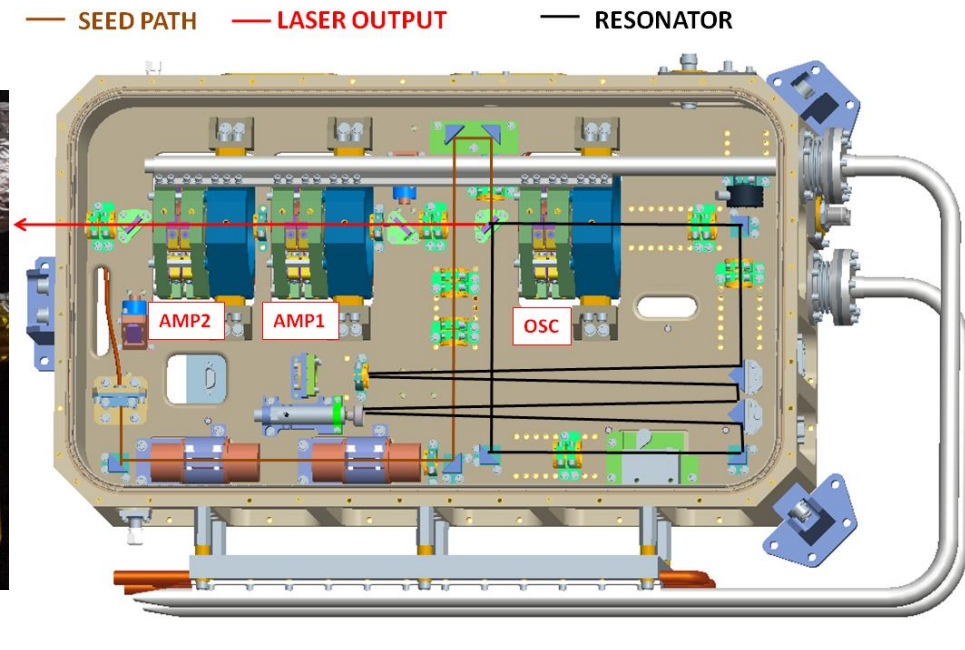 SEED PATH LASER OUTPUT RESONATOR
AMP2 AMP1 OSC